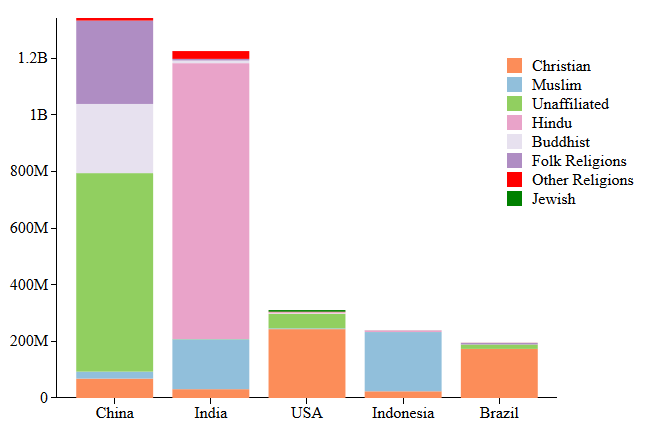 1.2B
1B
800M
600M
400M
200M
0
China
India
USA
Indonesia
Brazil
Christian
Muslim
Unaffiliated
Hindu
Buddhist
Folk Religions
Other Religions
Jewish